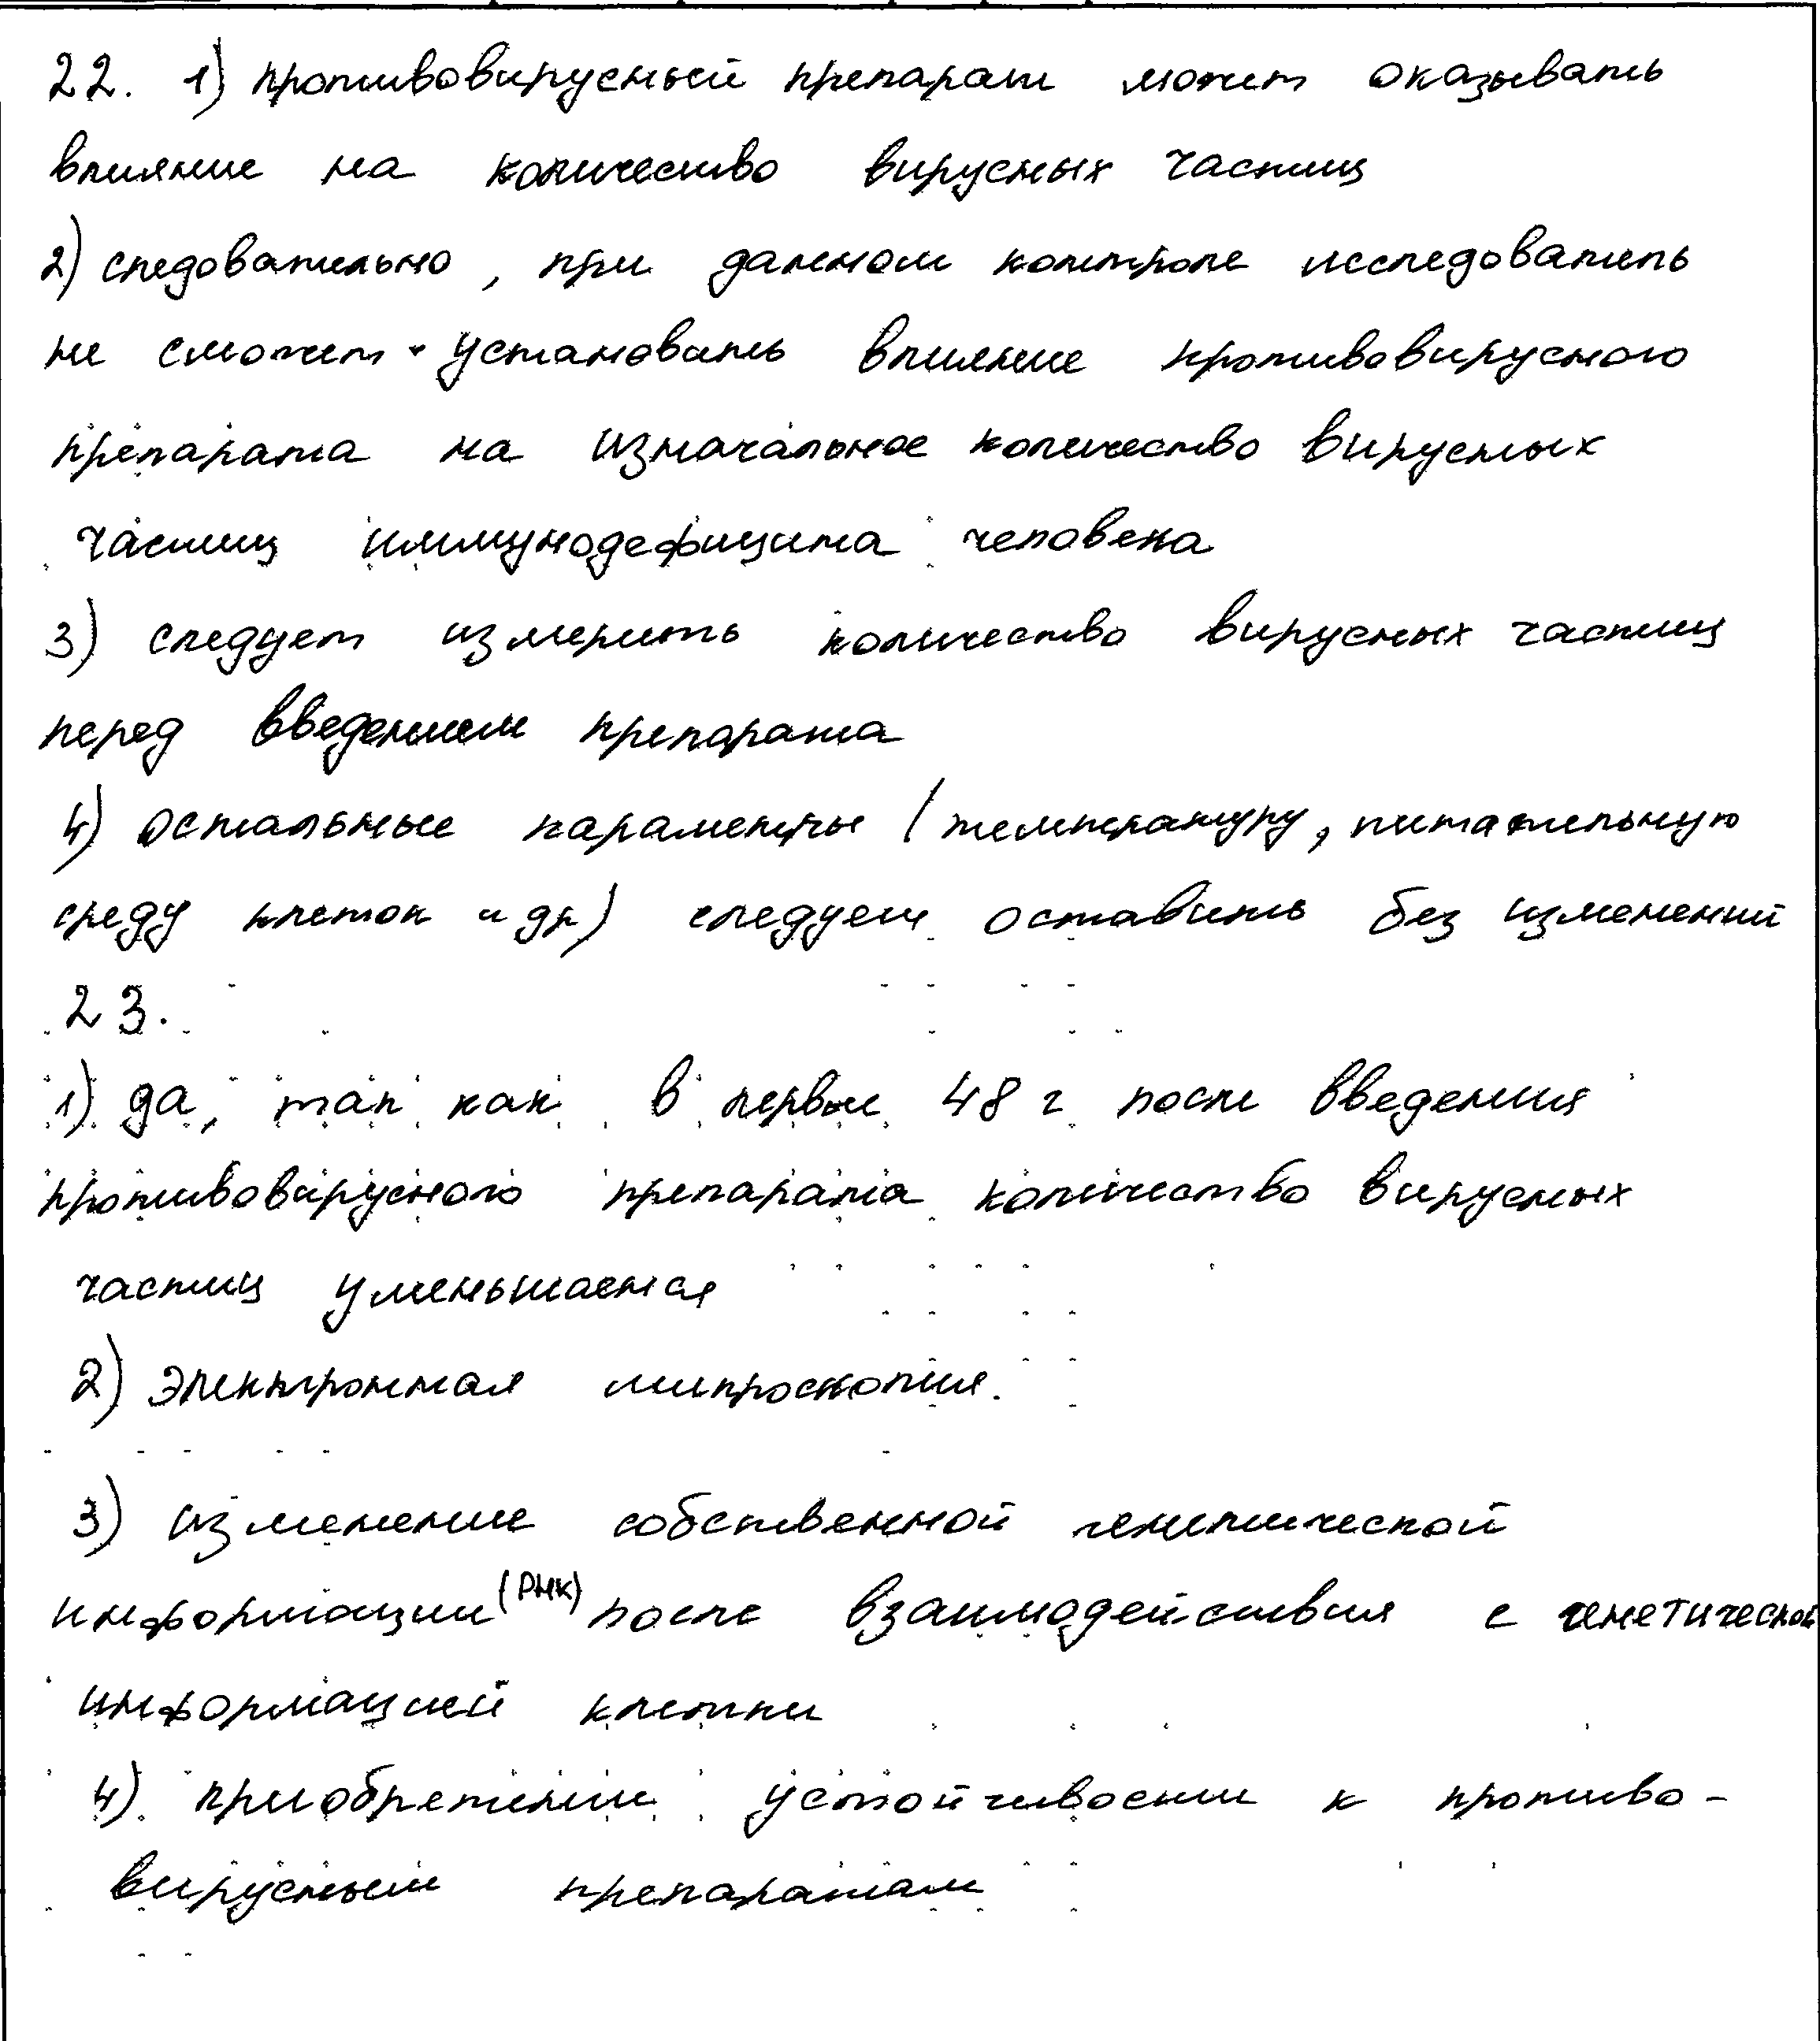 22. 1) противовирусный препарат может оказывать
влияние на количество вирусных частиц
2) следовательно, при данном контроле исследователь
не сможет установить влияние противовирусного
препарата на изначальное количество вирусных
частиц иммунодефицита человека
3) следует измерить количество вирусных частиц
перед введением препарата
4) остальные параметры (температуру, питательную
среду клеток и др) следует оставить без изменений
23.
1) да, так как в первые 48 г после введения
противовирусного препарата количество вирусных
частиц уменьшается
2) электронная микроскопия.
3) изменение собственной генетической
информации (РНК) после взаимодействия с генетической
информацией клетки
4) приобретении устойчивости к противо-
вирусным препаратам